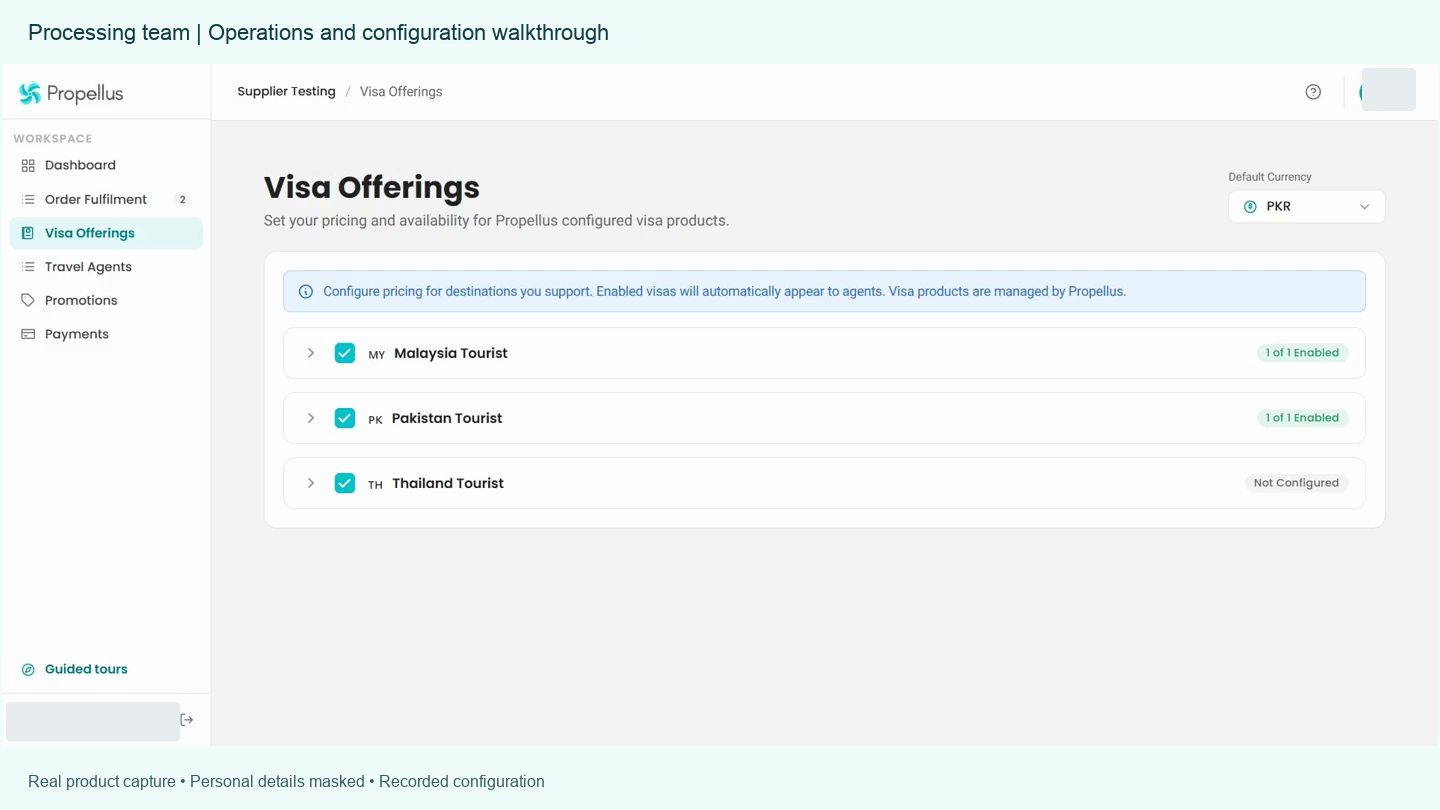 Processing team | Operations and configuration walkthrough
Propellus
Supplier Testing / Visa Offerings
WORKSPACE
Dashboard
Order Fulfilment 2
Visa Offerings
Travel Agents
Promotions
Payments
Guided tours
Visa Offerings
Set your pricing and availability for Propellus configured visa products.
Default Currency
PKR
Configure pricing for destinations you support. Enabled visas will automatically appear to agents. Visa products are managed by Propellus.
MY Malaysia Tourist 1 of 1 Enabled
PK Pakistan Tourist 1 of 1 Enabled
TH Thailand Tourist Not Configured
Real product capture • Personal details masked • Recorded configuration